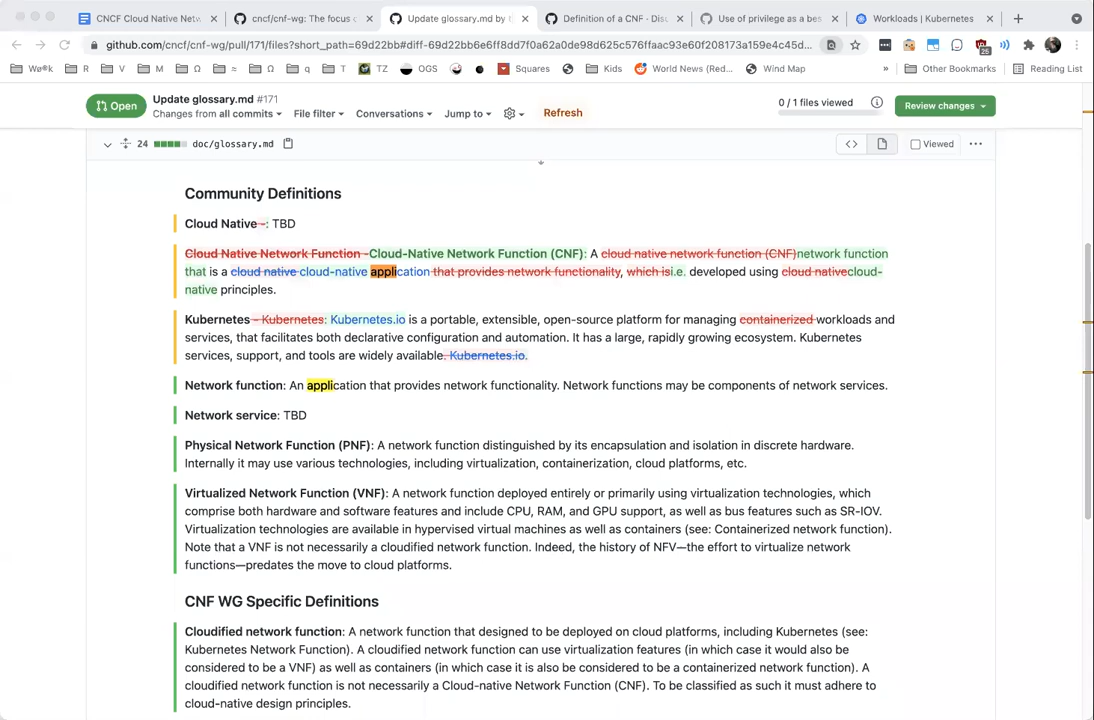 CNCF Cloud Native Netw
cncf/cnf-wg: The focus
Update glossary.md by t
Definition of a CNF - Disc
Use of privilege as a bes
Workloads | Kubernetes
github.com/cncf/cnf-wg/pull/171/files?short_path=69d22bb#diff-69d22bb6e6ff8dd7f0a62a0de98d625c576ffaac93e60f208173a159e4c45d...
26
Wørk
R
V
M
Ω
≈
Ω
q
T
TZ
OGS
Squares
Kids
World News (Red...
Wind Map
»
Other Bookmarks
Reading List
Open
Update glossary.md #171
Changes from all commits
File filter
Conversations
Jump to
Refresh
0 / 1 files viewed
Review changes
24
doc/glossary.md
Viewed
Community Definitions
Cloud Native -: TBD
Cloud Native Network Function -Cloud-Native Network Function (CNF): A cloud native network function (CNF)network function
that is a cloud native cloud-native application that provides network functionality, which isi.e. developed using cloud nativecloud-
native principles.
Kubernetes - Kubernetes: Kubernetes.io is a portable, extensible, open-source platform for managing containerized workloads and
services, that facilitates both declarative configuration and automation. It has a large, rapidly growing ecosystem. Kubernetes
services, support, and tools are widely available. Kubernetes.io.
Network function: An application that provides network functionality. Network functions may be components of network services.
Network service: TBD
Physical Network Function (PNF): A network function distinguished by its encapsulation and isolation in discrete hardware.
Internally it may use various technologies, including virtualization, containerization, cloud platforms, etc.
Virtualized Network Function (VNF): A network function deployed entirely or primarily using virtualization technologies, which
comprise both hardware and software features and include CPU, RAM, and GPU support, as well as bus features such as SR-IOV.
Virtualization technologies are available in hypervised virtual machines as well as containers (see: Containerized network function).
Note that a VNF is not necessarily a cloudified network function. Indeed, the history of NFV—the effort to virtualize network
functions—predates the move to cloud platforms.
CNF WG Specific Definitions
Cloudified network function: A network function that designed to be deployed on cloud platforms, including Kubernetes (see:
Kubernetes Network Function). A cloudified network function can use virtualization features (in which case it would also be
considered to be a VNF) as well as containers (in which case it is also be considered to be a containerized network function). A
cloudified network function is not necessarily a Cloud-native Network Function (CNF). To be classified as such it must adhere to
cloud-native design principles.